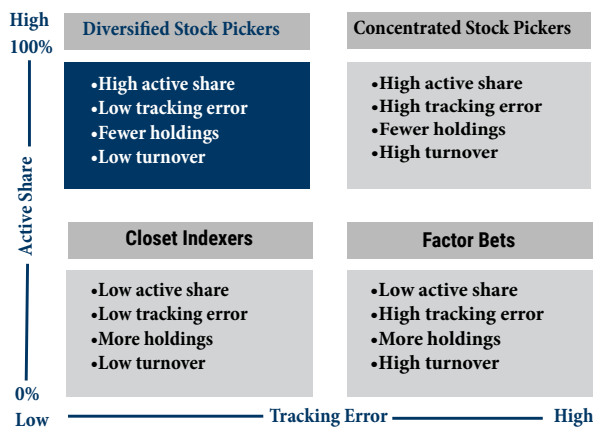 High
100%
Diversified Stock Pickers
•High active share
•Low tracking error
•Fewer holdings
•Low turnover
Concentrated Stock Pickers
•High active share
•High tracking error
•Fewer holdings
•High turnover
Active Share
Closet Indexers
•Low active share
•Low tracking error
•More holdings
•Low turnover
Factor Bets
•Low active share
•High tracking error
•More holdings
•High turnover
0%
Low
Tracking Error
High